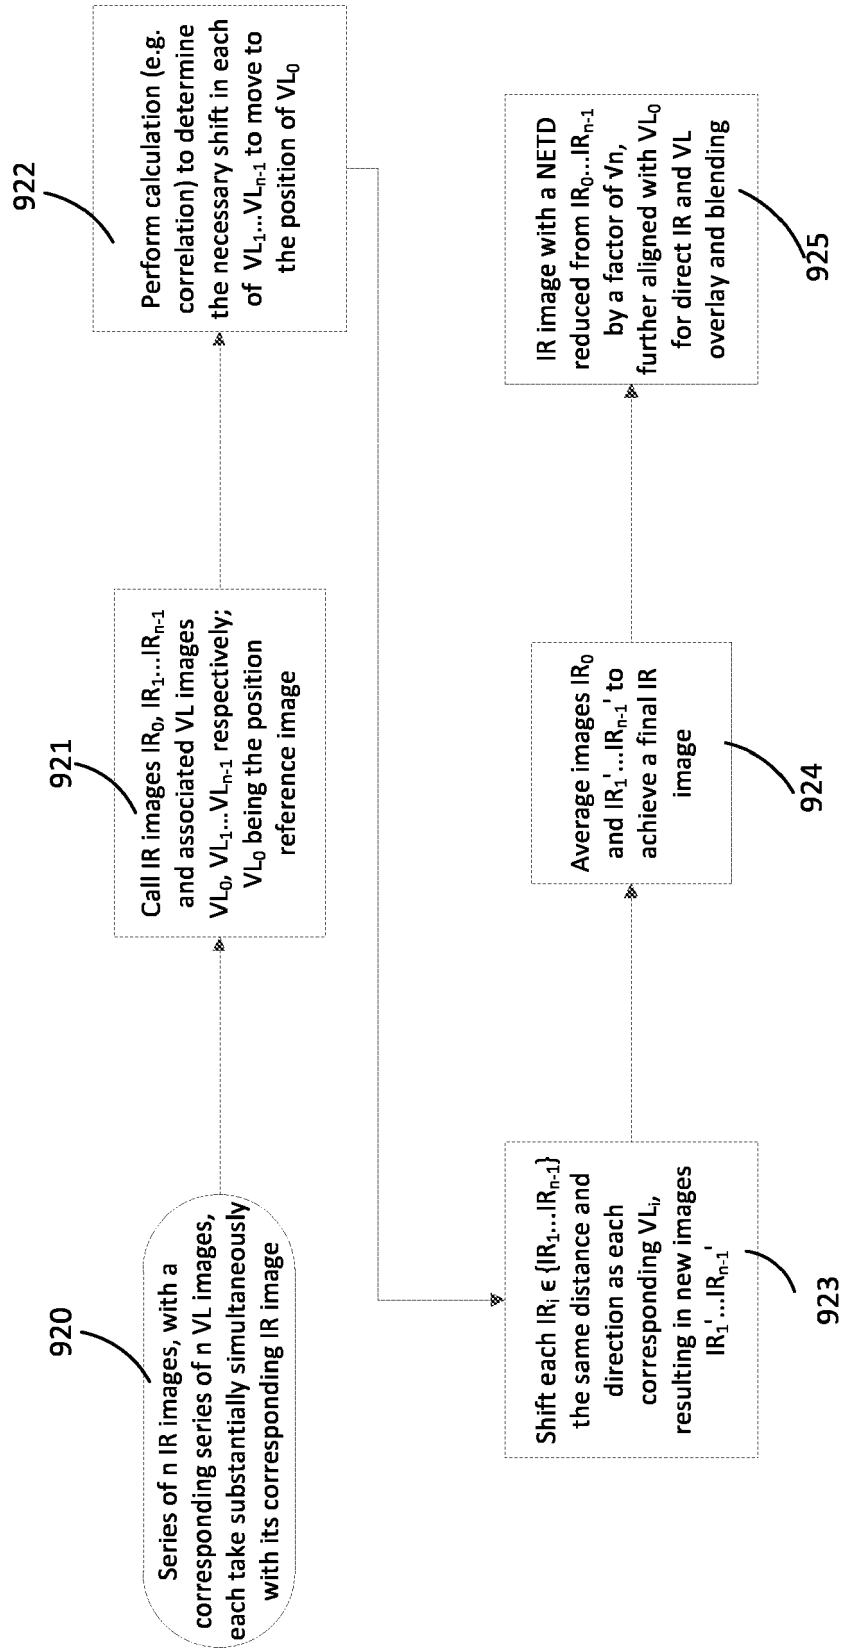 920
Series of n IR images, with a
corresponding series of n VL images,
each take substantially simultaneously
with its corresponding IR image
921
Call IR images IR₀, IR₁...IRₙ₋₁
and associated VL images
VL₀, VL₁...VLₙ₋₁ respectively;
VL₀ being the position
reference image
922
Perform calculation (e.g.
correlation) to determine
the necessary shift in each
of VL₁...VLₙ₋₁ to move to
the position of VL₀
Shift each IRᵢ ∈ {IR₁...IRₙ₋₁}
the same distance and
direction as each
corresponding VLᵢ,
resulting in new images
IR₁'...IRₙ₋₁'
923
Average images IR₀
and IR₁'...IRₙ₋₁' to
achieve a final IR
image
924
IR image with a NETD
reduced from IR₀...IRₙ₋₁
by a factor of √n,
further aligned with VL₀
for direct IR and VL
overlay and blending
925